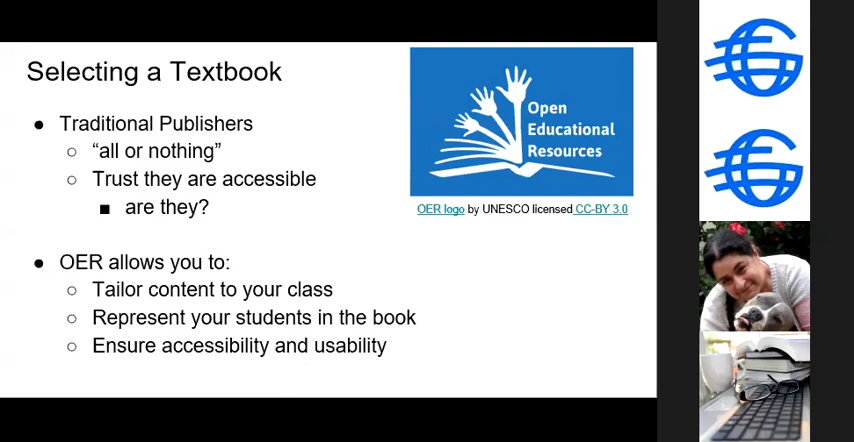 Selecting a Textbook
● Traditional Publishers
○ “all or nothing”
○ Trust they are accessible
■ are they?
● OER allows you to:
○ Tailor content to your class
○ Represent your students in the book
○ Ensure accessibility and usability
Open
Educational
Resources
OER logo by UNESCO licensed CC-BY 3.0